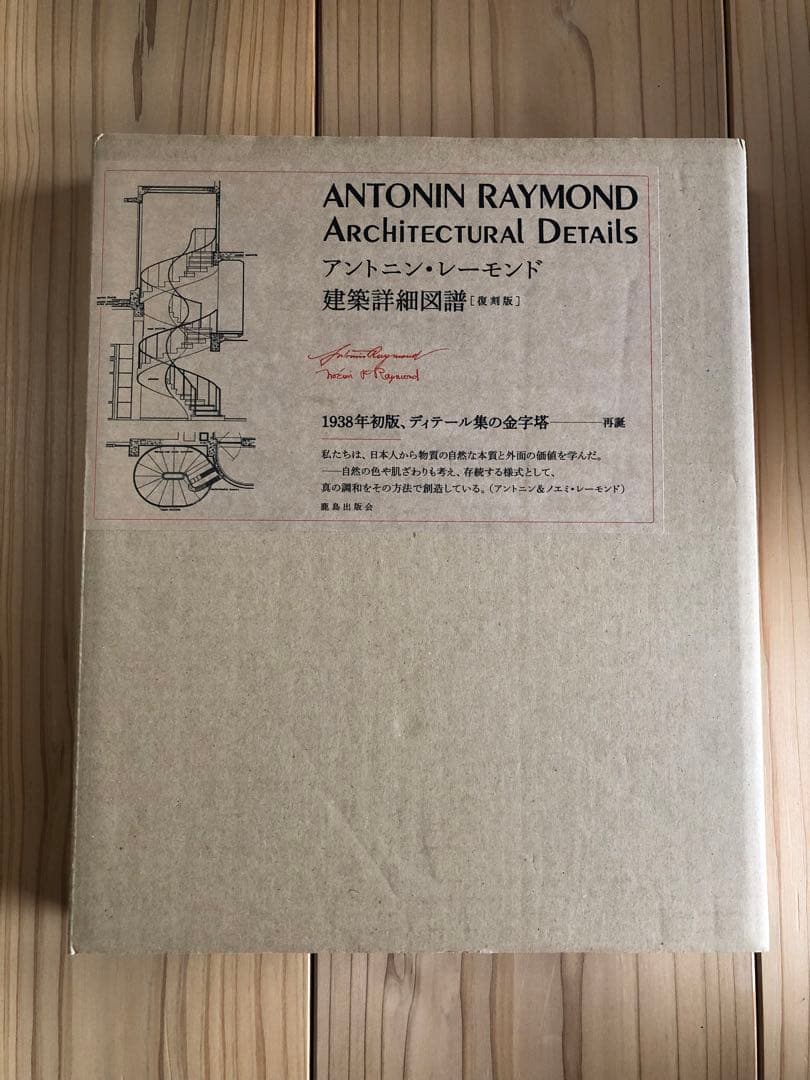 ANTONIN RAYMOND
ARCHITECTURAL DETAILS
アントニン・レーモンド
建築詳細図譜[復刻版]
Antonin Raymond
Noémi P Raymond
1938年初版、ディテール集の金字塔――再誕
私たちは、日本人から物質の自然な本質と外面の価値を学んだ。
――自然の色や肌ざわりも考え、存続する様式として、
真の調和をその方法で創造している。(アントニン&ノエミ・レーモンド)
鹿島出版会